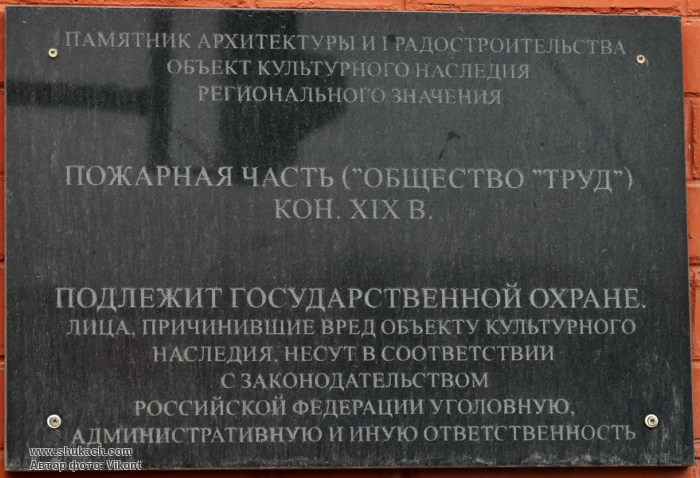 ПАМЯТНИК АРХИТЕКТУРЫ И ГРАДОСТРОИТЕЛЬСТВА
ОБЪЕКТ КУЛЬТУРНОГО НАСЛЕДИЯ
РЕГИОНАЛЬНОГО ЗНАЧЕНИЯ
ПОЖАРНАЯ ЧАСТЬ ("ОБЩЕСТВО "ТРУД")
КОН. XIX В.
ПОДЛЕЖИТ ГОСУДАРСТВЕННОЙ ОХРАНЕ.
ЛИЦА, ПРИЧИНИВШИЕ ВРЕД ОБЪЕКТУ КУЛЬТУРНОГО
НАСЛЕДИЯ, НЕСУТ В СООТВЕТСТВИИ
С ЗАКОНОДАТЕЛЬСТВОМ
РОССИЙСКОЙ ФЕДЕРАЦИИ УГОЛОВНУЮ,
АДМИНИСТРАТИВНУЮ И ИНУЮ ОТВЕТСТВЕННОСТЬ
www.shukach.com
Автор фото: Vikont